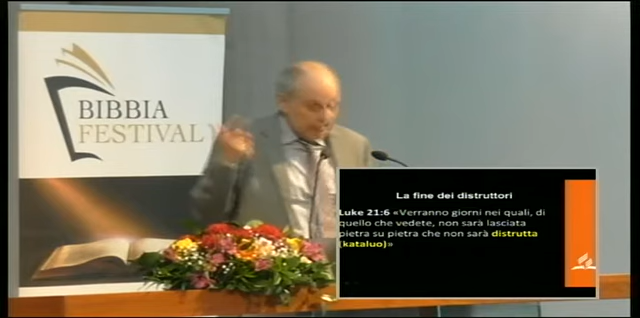 BIBBIA
FESTIVAL
La fine dei distruttori
Luke 21:6 «Verranno giorni nei quali, di
quello che vedete, non sarà lasciata
pietra su pietra che non sarà distrutta
(kataluo)»